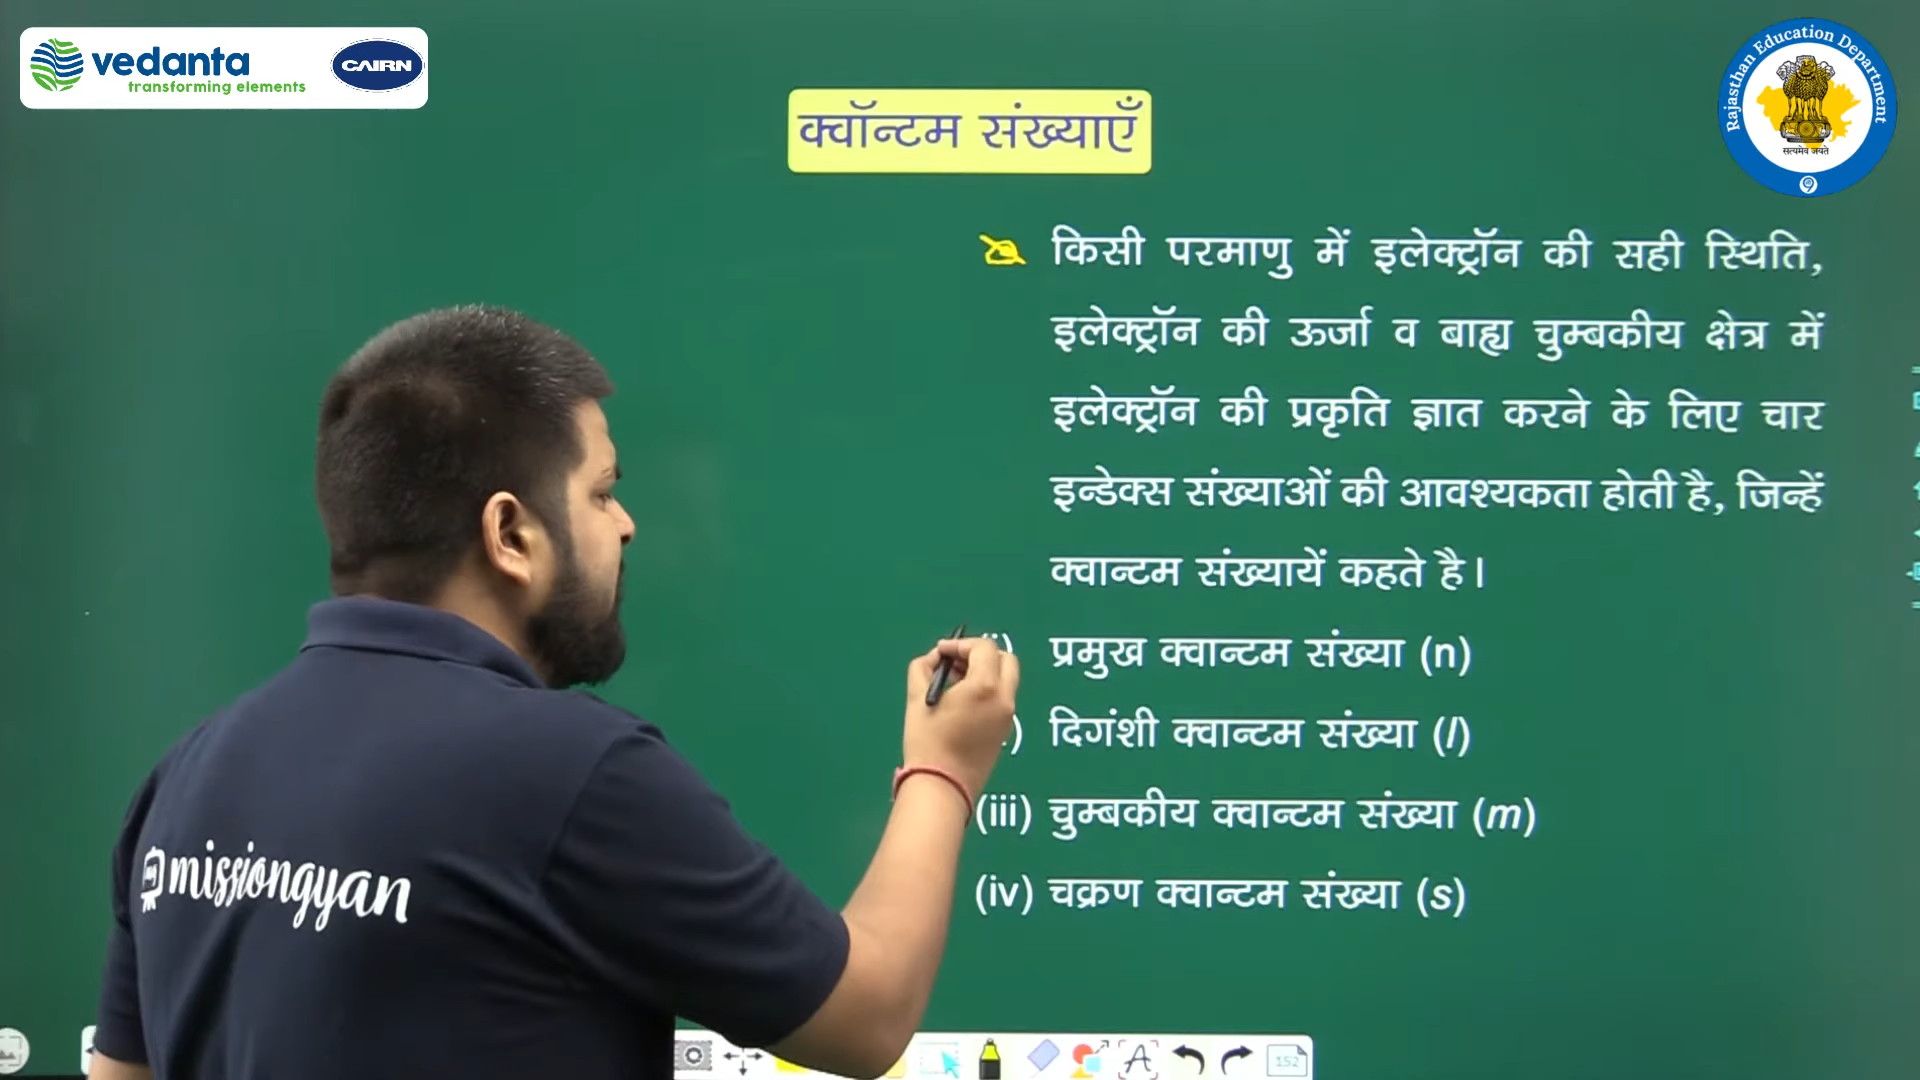 vedanta
transforming elements
CAIRN
Rajasthan Education Department
सत्यमेव जयते
क्वॉन्टम संख्याएँ
किसी परमाणु में इलेक्ट्रॉन की सही स्थिति,
इलेक्ट्रॉन की ऊर्जा व बाह्य चुम्बकीय क्षेत्र में
इलेक्ट्रॉन की प्रकृति ज्ञात करने के लिए चार
इन्डेक्स संख्याओं की आवश्यकता होती है, जिन्हें
क्वान्टम संख्यायें कहते है।
(i) प्रमुख क्वान्टम संख्या (n)
दिगंशी क्वान्टम संख्या (l)
(iii) चुम्बकीय क्वान्टम संख्या (m)
(iv) चक्रण क्वान्टम संख्या (s)
missiongyan
152